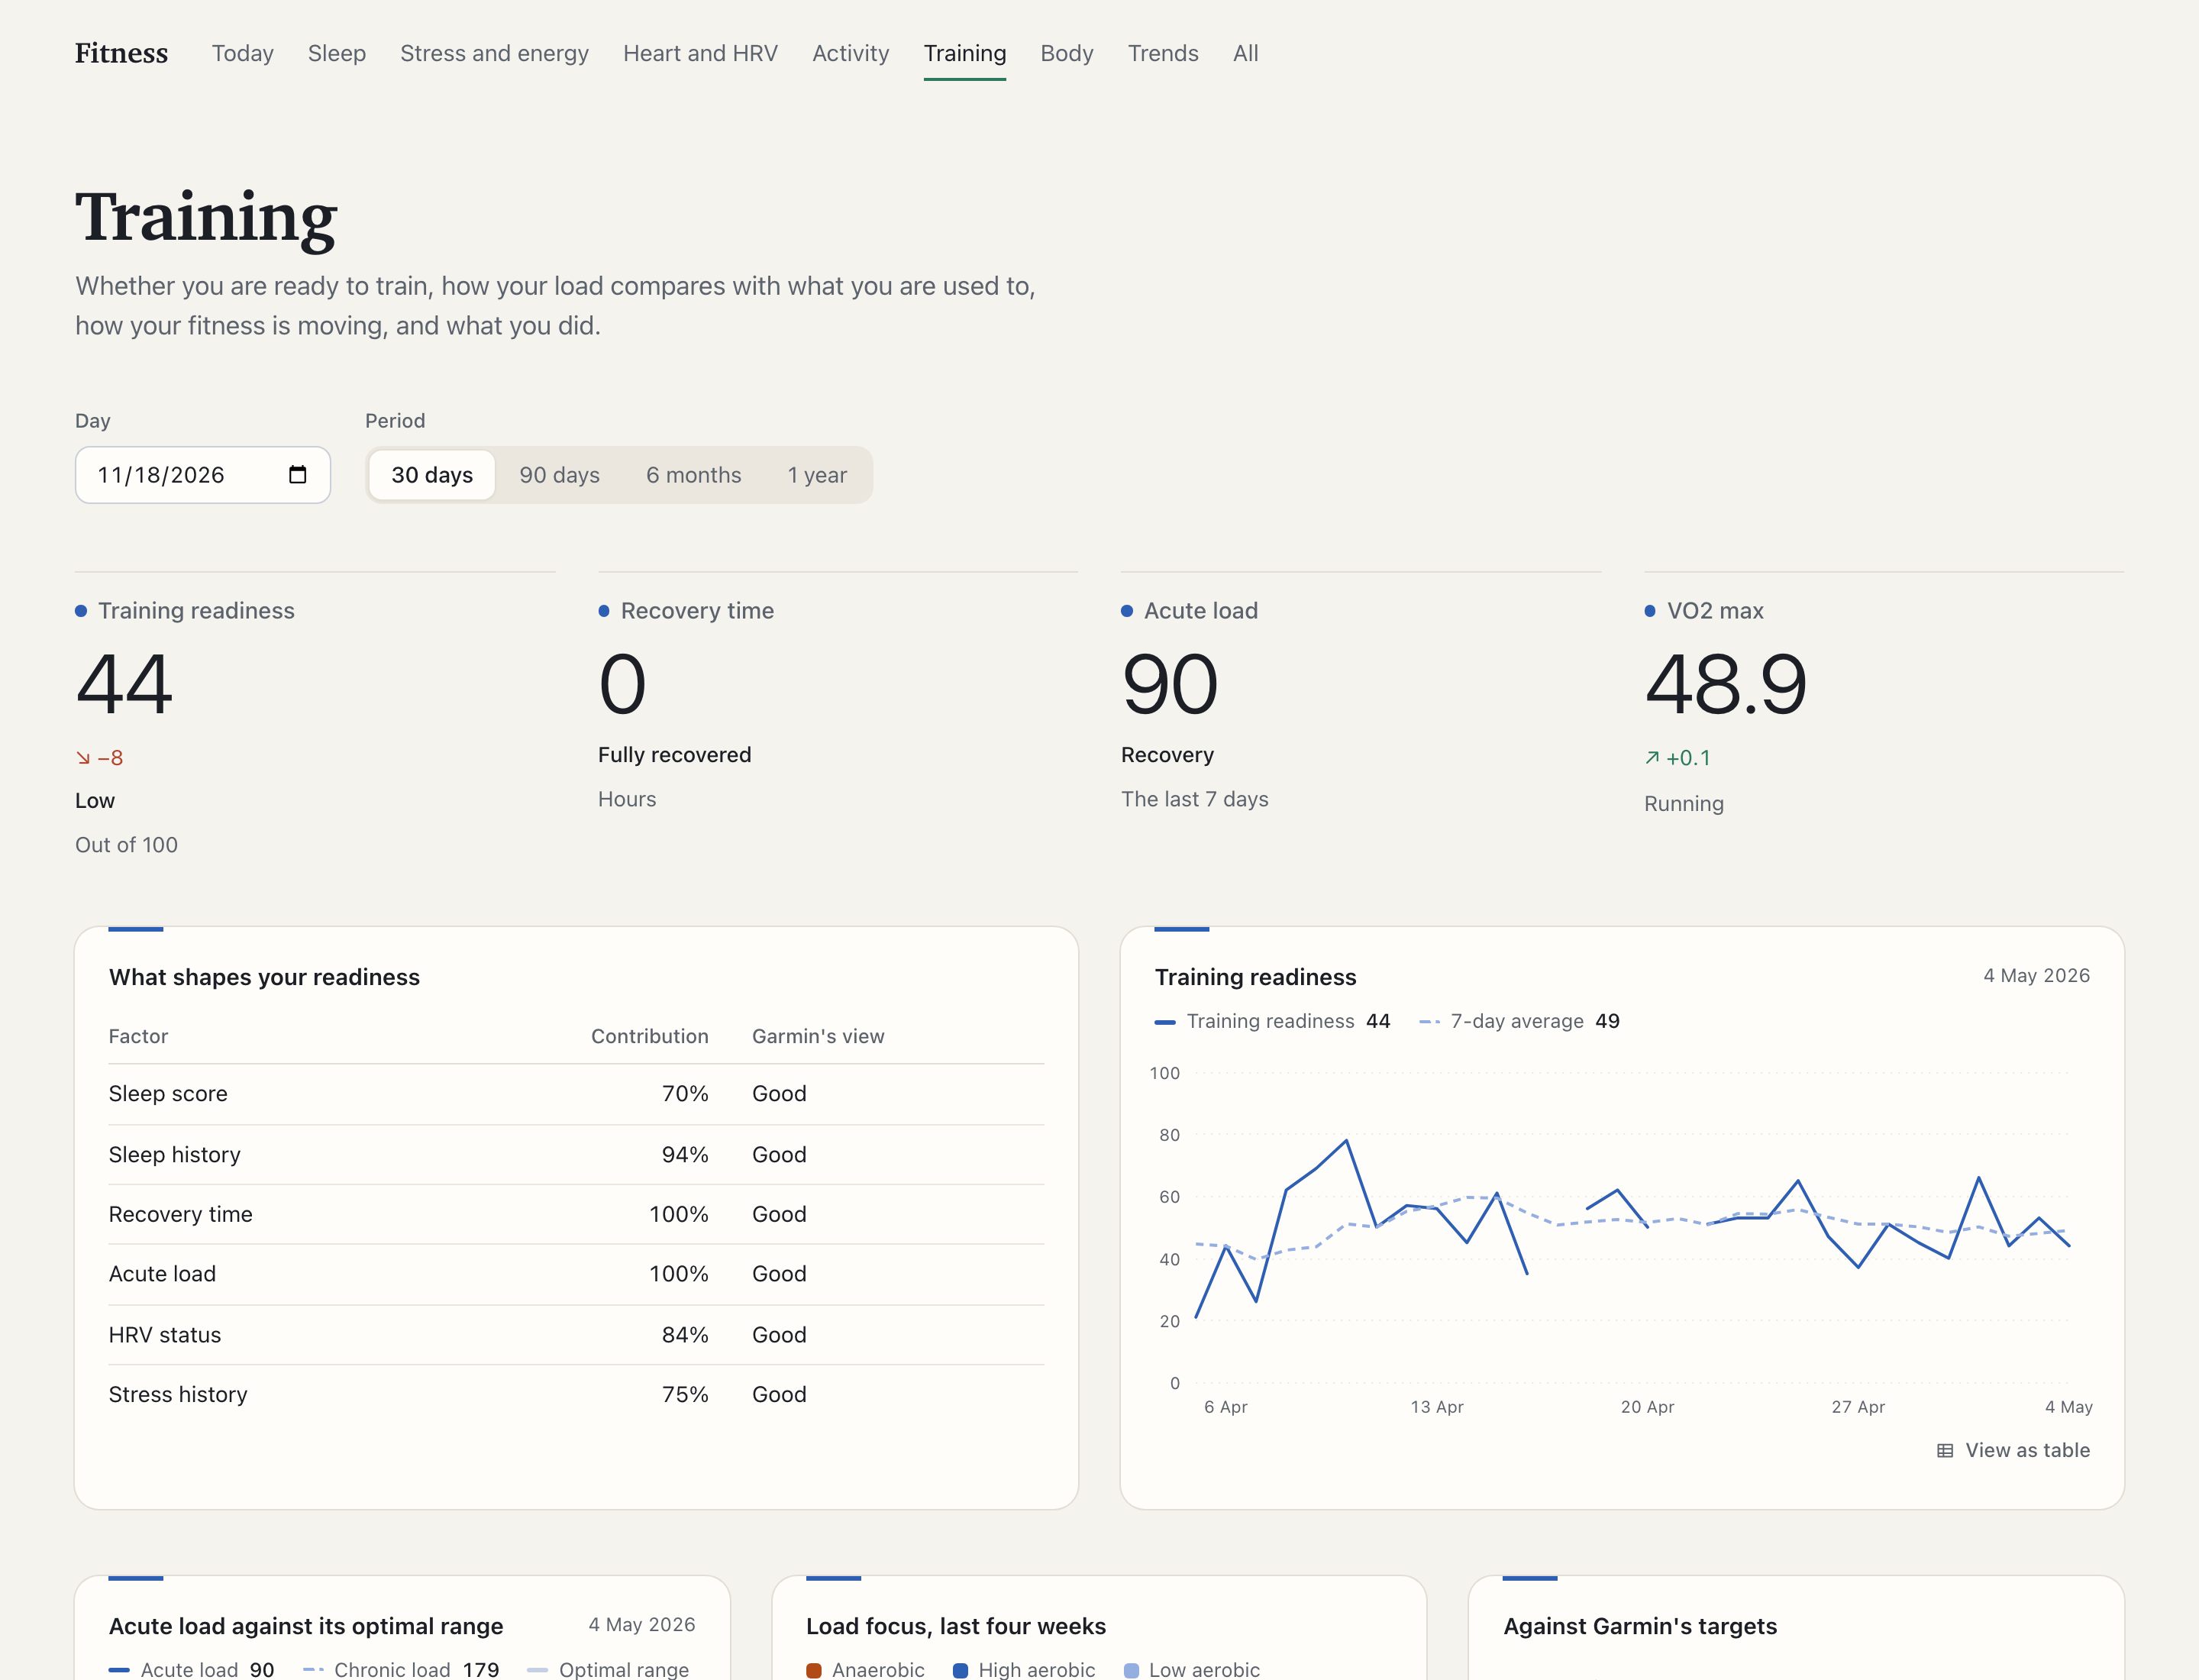 Fitness Today Sleep Stress and energy Heart and HRV Activity Training Body Trends All
Training
Whether you are ready to train, how your load compares with what you are used to,
how your fitness is moving, and what you did.
Day Period
11/18/2026 30 days 90 days 6 months 1 year
Training readiness
44
↘ −8
Low
Out of 100
Recovery time
0
Fully recovered
Hours
Acute load
90
Recovery
The last 7 days
VO2 max
48.9
↗ +0.1
Running
What shapes your readiness
Factor Contribution Garmin's view
Sleep score 70% Good
Sleep history 94% Good
Recovery time 100% Good
Acute load 100% Good
HRV status 84% Good
Stress history 75% Good
Training readiness 4 May 2026
Training readiness 44 7-day average 49
100
80
60
40
20
0
6 Apr 13 Apr 20 Apr 27 Apr 4 May
View as table
Acute load against its optimal range 4 May 2026
Acute load 90 Chronic load 179 Optimal range
Load focus, last four weeks
Anaerobic High aerobic Low aerobic
Against Garmin's targets